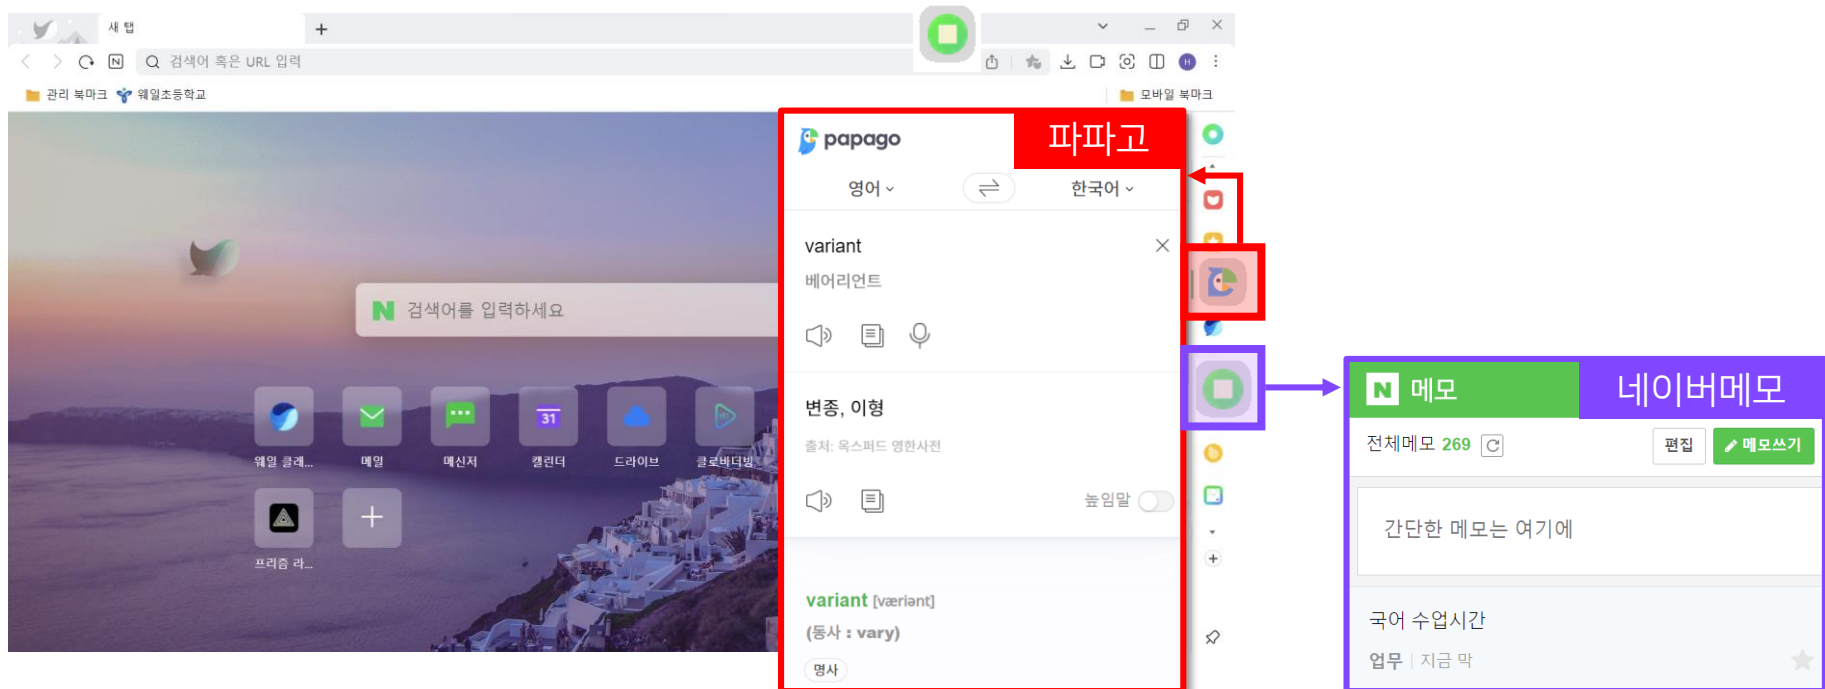 새 탭
검색어 혹은 URL 입력
관리 북마크
웨일초등학교
모바일 북마크
검색어를 입력하세요
웨일 클래...
메일
메신저
31
캘린더
드라이브
클로바더빙
프리즘 라...
papago
파파고
영어
한국어
variant
베어리언트
변종, 이형
출처: 옥스퍼드 영한사전
높임말
variant [væriənt]
(동사 : vary)
명사
N 메모
네이버메모
전체메모 269
편집
메모쓰기
간단한 메모는 여기에
국어 수업시간
업무 | 지금 막